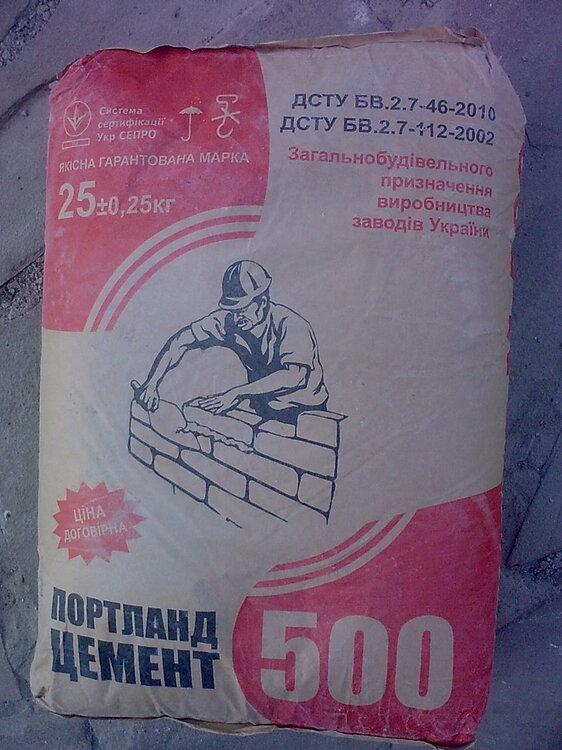 Система
сертифікації
Укр СЕПРО
ЯКІСНА ГАРАНТОВАНА МАРКА
25±0,25кг
ДСТУ БВ.2.7-46-2010
ДСТУ БВ.2.7-112-2002
Загальнобудівельного
призначення
виробництва
заводів України
ЦІНА
ДОГОВІРНА
ПОРТЛАНД
ЦЕМЕНТ
500